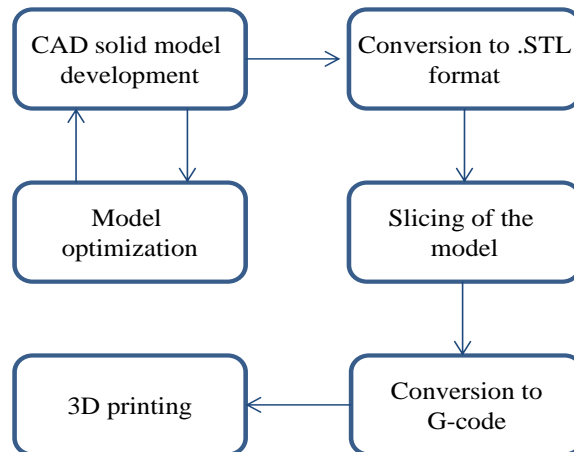 CAD solid model
development
Conversion to .STL
format
Model
optimization
Slicing of the
model
3D printing
Conversion to
G-code